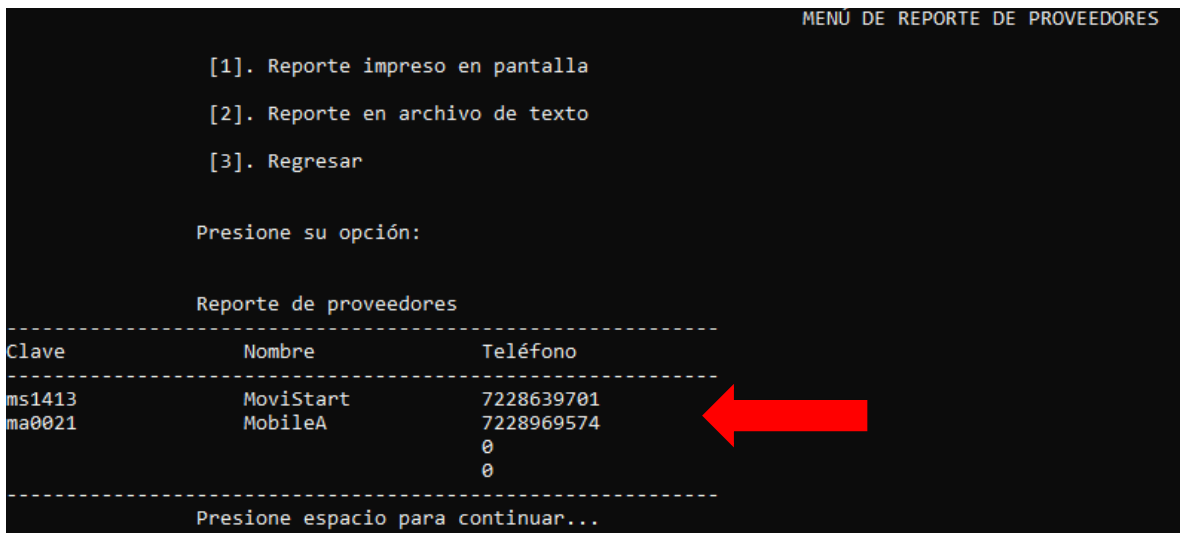 MENÚ DE REPORTE DE PROVEEDORES
[1]. Reporte impreso en pantalla
[2]. Reporte en archivo de texto
[3]. Regresar
Presione su opción:
Reporte de proveedores
------------------------------------------------------------
Clave Nombre Teléfono
------------------------------------------------------------
ms1413 MoviStart 7228639701
ma0021 MobileA 7228969574
0
0
------------------------------------------------------------
Presione espacio para continuar...